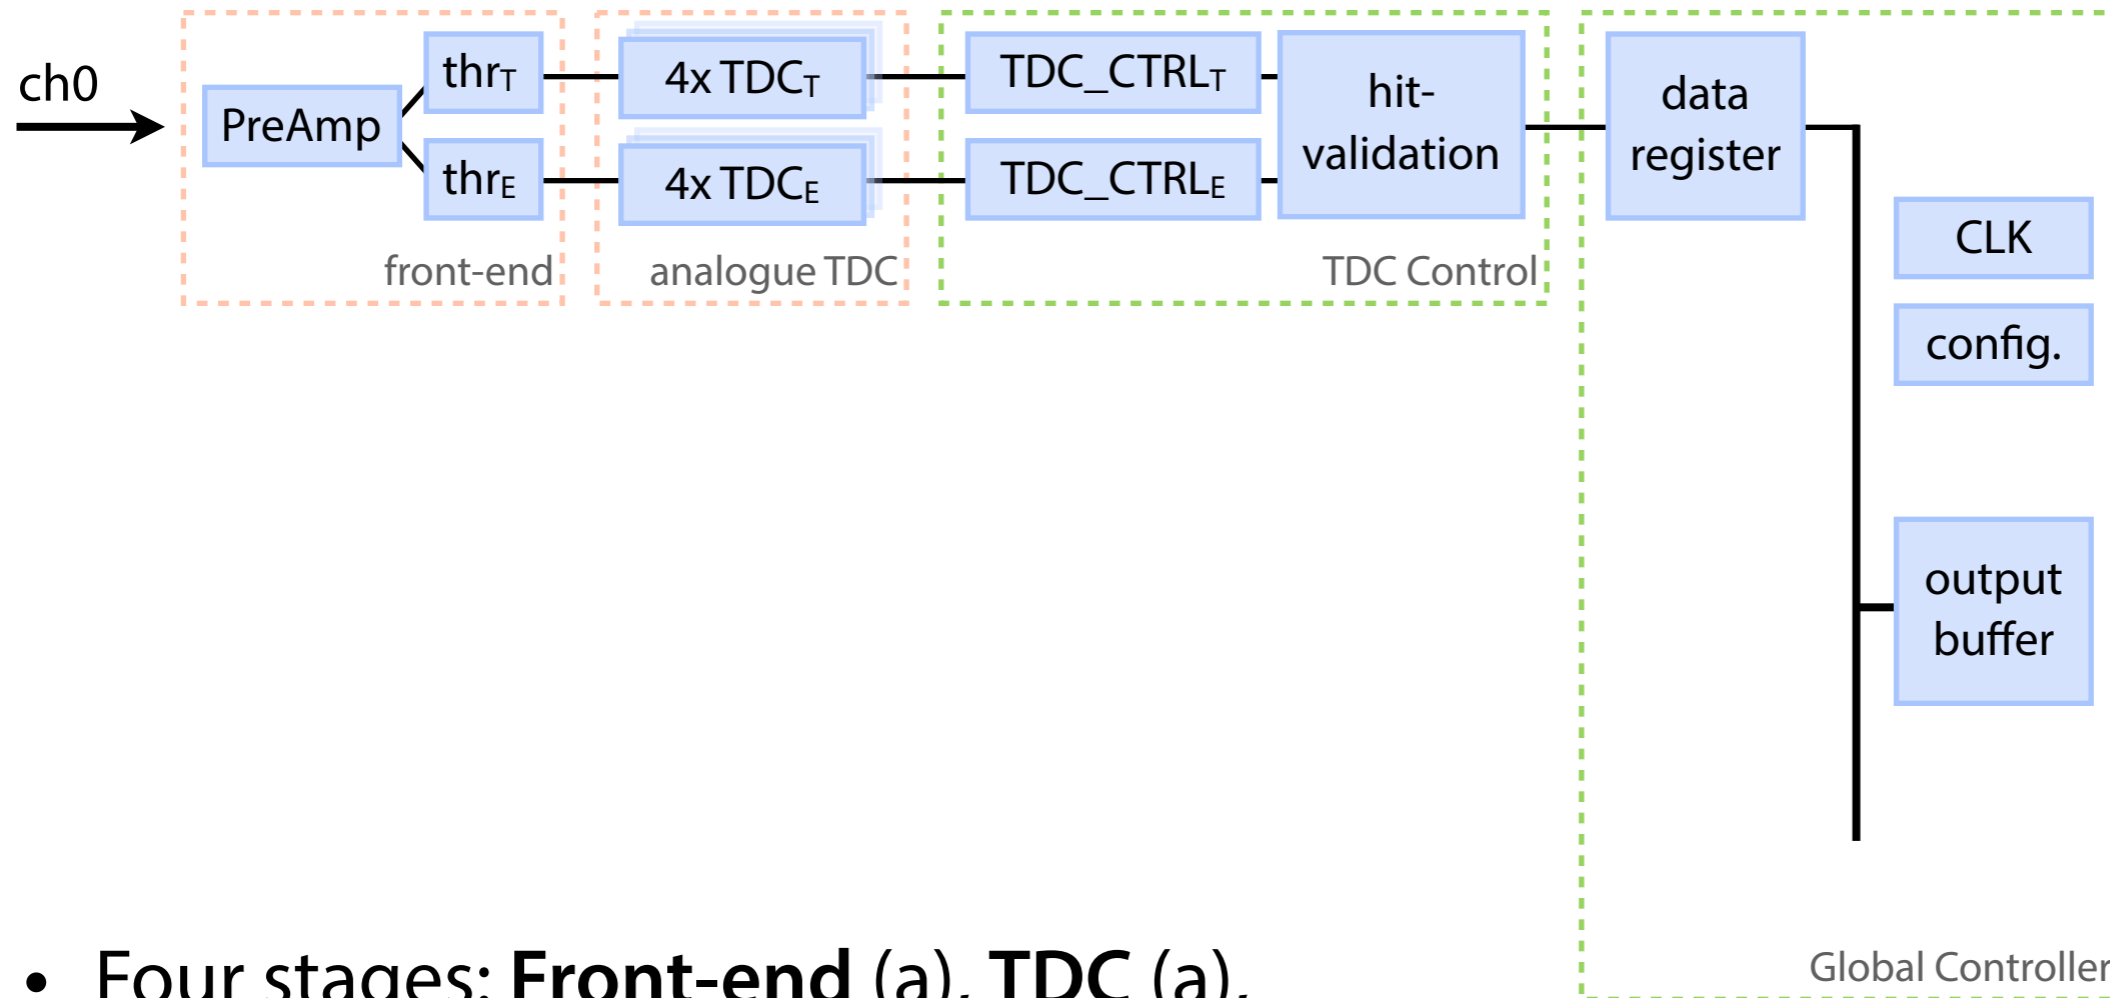 ch0
PreAmp
thrT
thrE
front-end
4x TDCT
4x TDCE
analogue TDC
TDC_CTRLT
TDC_CTRLE
hit-
validation
TDC Control
data
register
CLK
config.
output
buffer
Global Controller
• Four stages: Front-end (a), TDC (a),